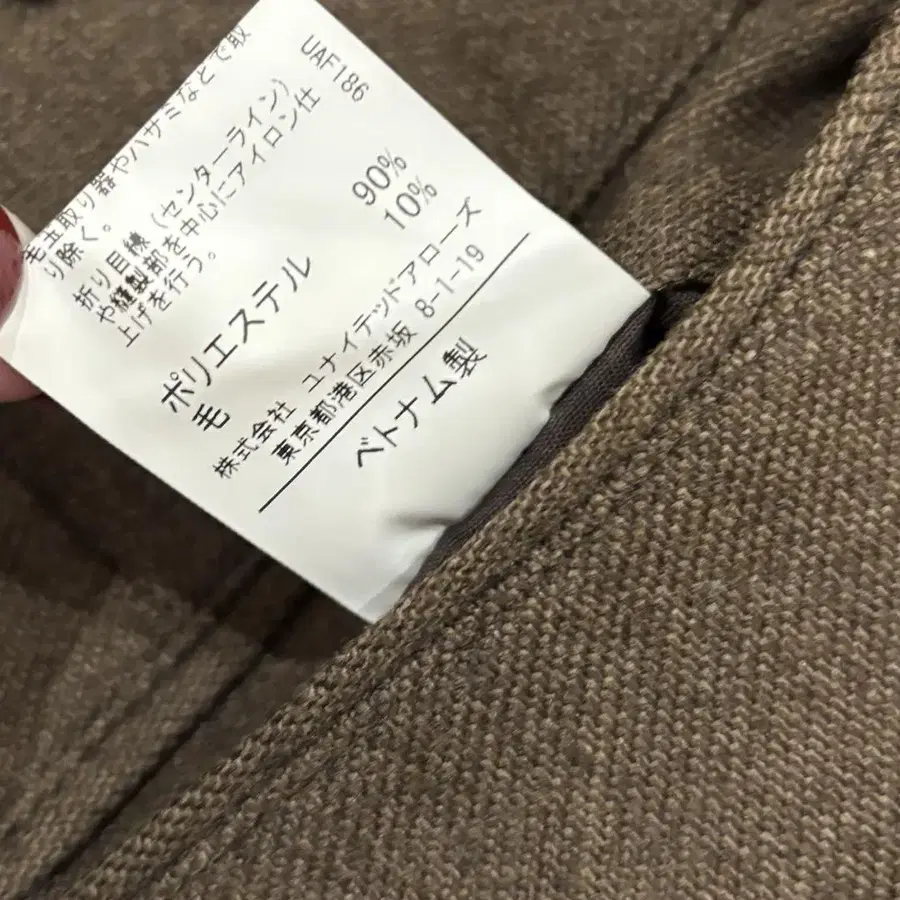 毛玉取り器やハサミなどで取
り除く。
折り目機（センターライン）
や縫製部を中心にアイロン仕
上げを行う。
UAF186
ポリエステル 90%
毛 10%
株式会社 ユナイテッドアローズ
東京都港区赤坂 8-1-19
ベトナム製